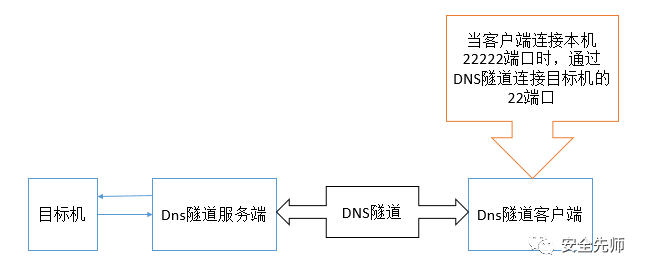 当客户端连接本机
22222端口时，通过
DNS隧道连接目标机的
22端口
目标机
Dns隧道服务端
DNS隧道
Dns隧道客户端
安全先师